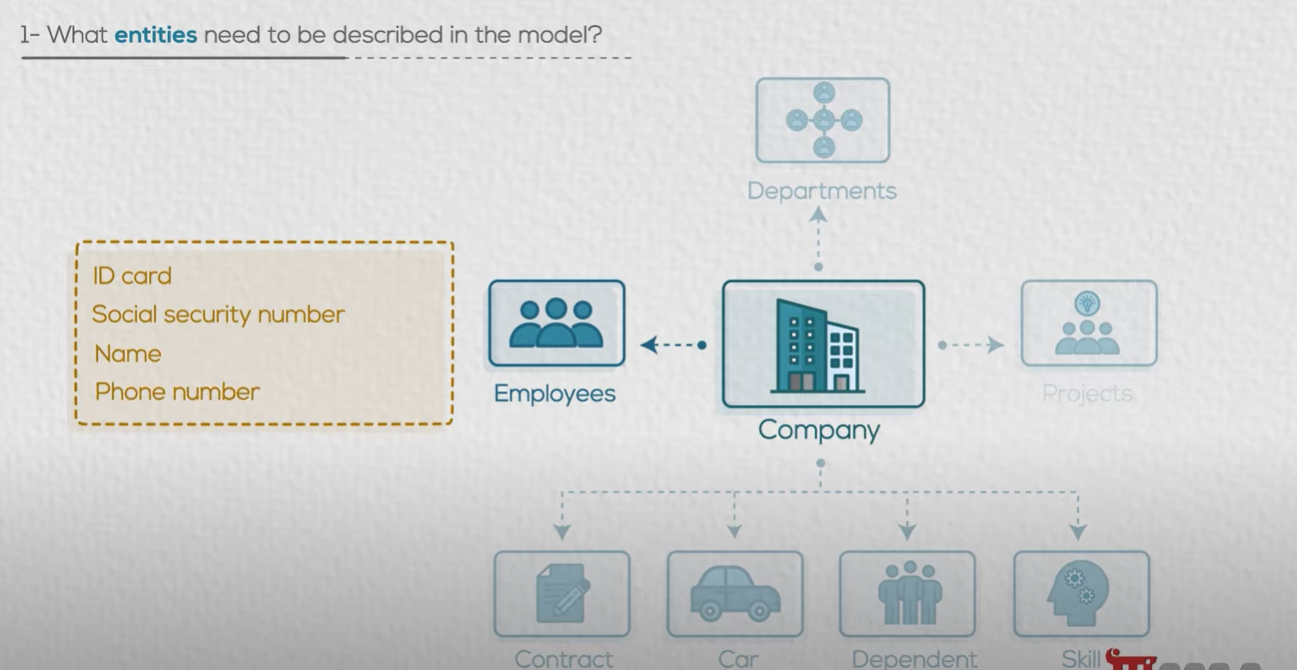 1- What entities need to be described in the model?
Departments
ID card
Social security number
Name
Phone number
Employees
Company
Projects
Contract
Car
Dependent
Skill